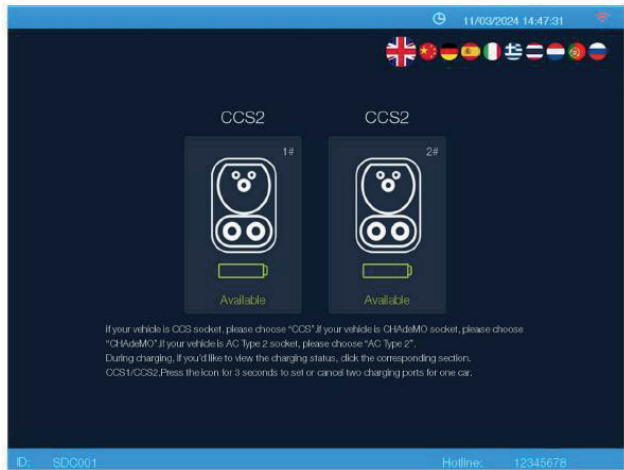 11/03/2024 14:47:31
CCS2
CCS2
1#
2#
Available
Available
If your vehicle is CCS socket, please choose "CCS".If your vehicle is CHAdeMO socket, please choose
"CHAdeMO".If your vehicle is AC Type 2 socket, please choose "AC Type 2".
During charging, if you'd like to view the charging status, click the corresponding section.
CCS1/CCS2,Press the icon for 3 seconds to set or cancel two charging ports for one car.
ID: SDC001
Hotline: 12345678